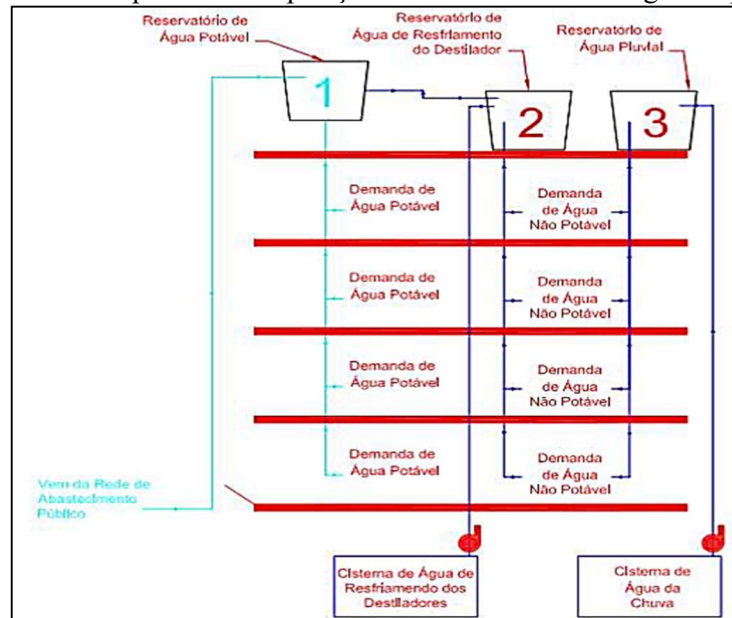 Reservatório de
Água Potável
Reservatório de
Água de Resfriamento
do Destilador
Reservatório de
Água Pluvial
1
2
3
Demanda de
Água Potável
Demanda
de Água
Não Potável
Demanda de
Água Potável
Demanda
de Água
Não Potável
Demanda de
Água Potável
Demanda
de Água
Não Potável
Demanda de
Água Potável
Demanda
de Água
Não Potável
Vem da Rede de
Abastecimento
Público
Cisterna de Água de
Resfriamendo dos
Destiladores
Cisterna de
Água da
Chuva